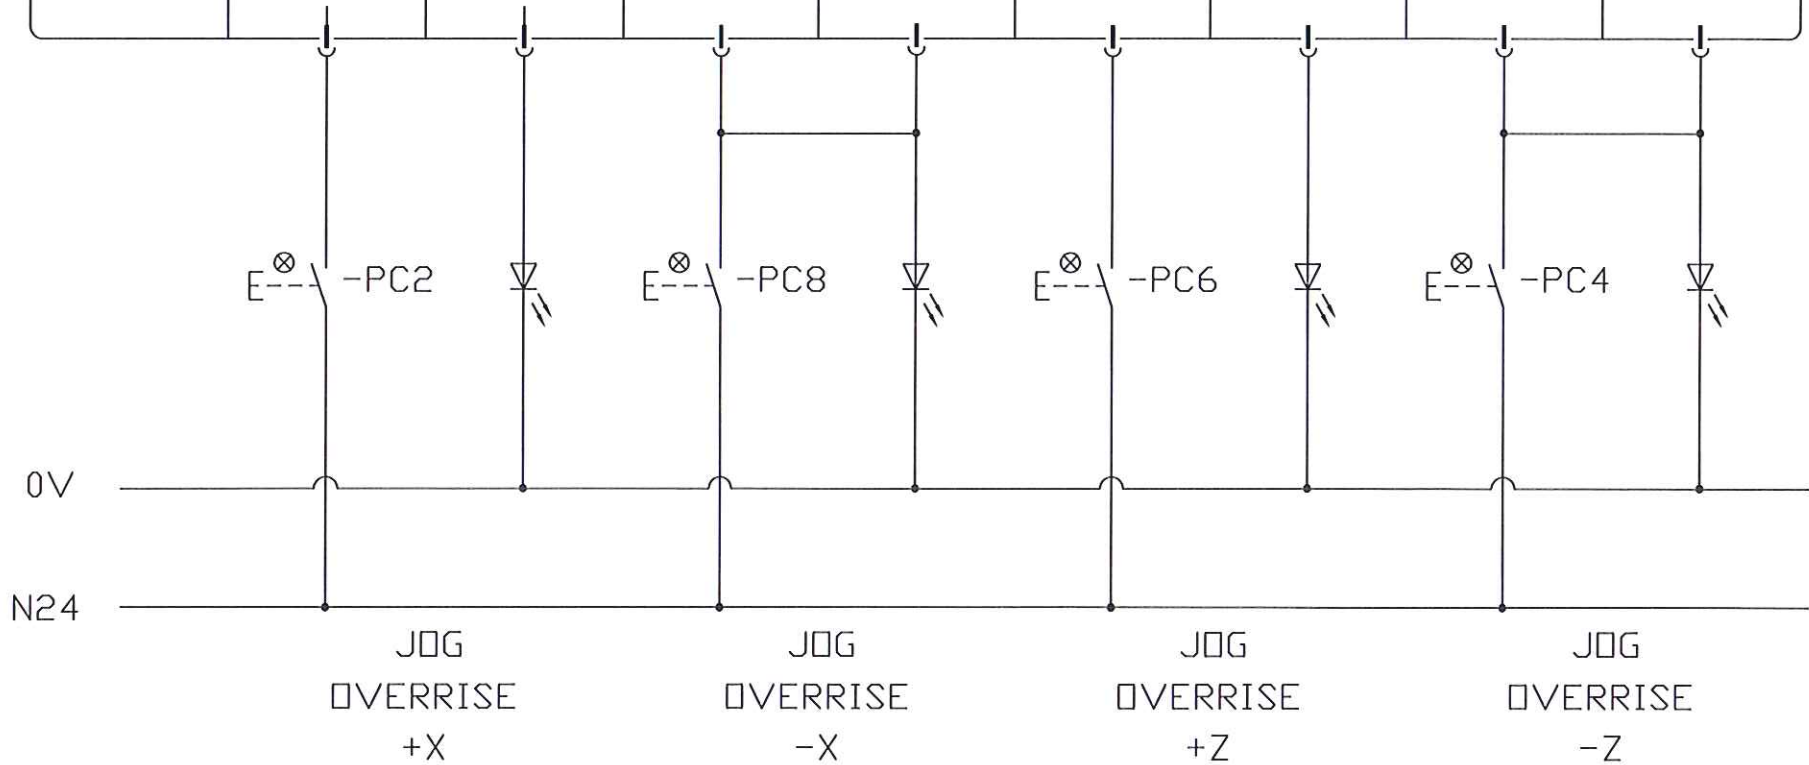 -PC2
-PC8
-PC6
-PC4
0V
N24
JOG
OVERRISE
+X
JOG
OVERRISE
-X
JOG
OVERRISE
+Z
JOG
OVERRISE
-Z